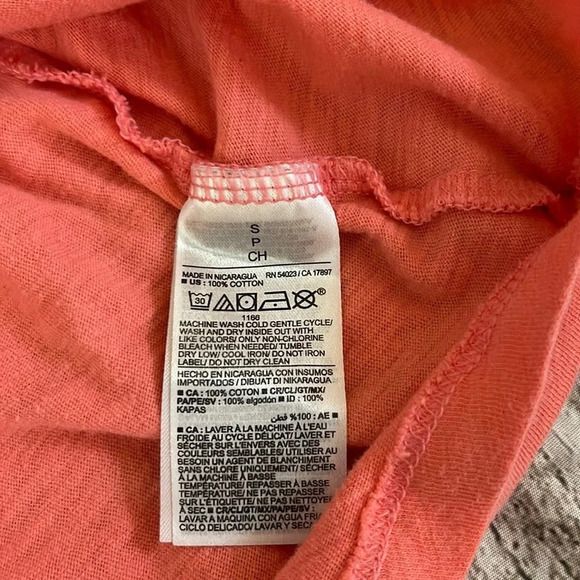 S
P
CH
MADE IN NICARAGUA RN 54023 / CA 17897
■ US: 100% COTTON
30 ®
1166
MACHINE WASH COLD GENTLE CYCLE/
WASH AND DRY INSIDE OUT WITH
LIKE COLORS/ ONLY NON-CHLORINE
BLEACH WHEN NEEDED/ TUMBLE
DRY LOW/ COOL IRON/ DO NOT IRON
LABEL/ DO NOT DRY CLEAN
HECHO EN NICARAGUA CON INSUMOS
IMPORTADOS / DIBUAT DI NIKARAGUA
■ CA : 100% COTON ■ CR/CL/GT/MX/
PA/PE/SV : 100% algodón ■ ID : 100%
KAPAS
■ AE : 100% قطن
■ CA : LAVER À LA MACHINE À L'EAU
FROIDE AU CYCLE DÉLICAT/ LAVER ET
SÉCHER SUR L'ENVERS AVEC DES
COULEURS SEMBLABLES/ UTILISER AU
BESOIN UN AGENT DE BLANCHIMENT
SANS CHLORE UNIQUEMENT/ SÉCHER
À LA MACHINE À BASSE
TEMPÉRATURE/ REPASSER À BASSE
TEMPÉRATURE/ NE PAS REPASSER
SUR L'ÉTIQUETTE/ NE PAS NETTOYER
À SEC ■ CR/CL/GT/MX/PA/PE/SV :
LAVAR A MAQUINA CON AGUA FRI
CICLO DELICADO/ LAVAR Y